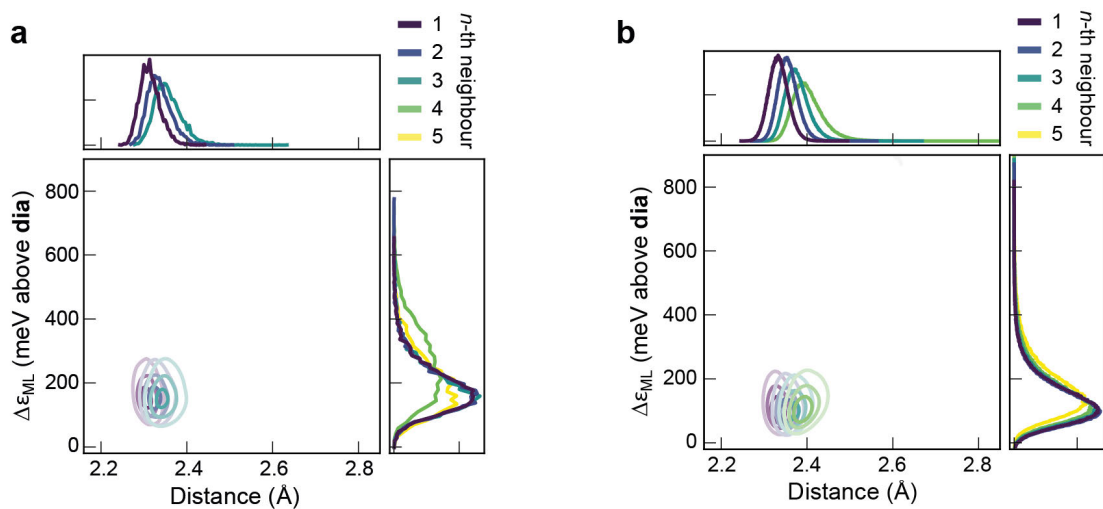 a
1
2
3
4
5
n-th neighbour
800
600
400
200
0
Δε_ML (meV above dia)
2.2 2.4 2.6 2.8
Distance (Å)
b
1
2
3
4
5
n-th neighbour
800
600
400
200
0
Δε_ML (meV above dia)
2.2 2.4 2.6 2.8
Distance (Å)